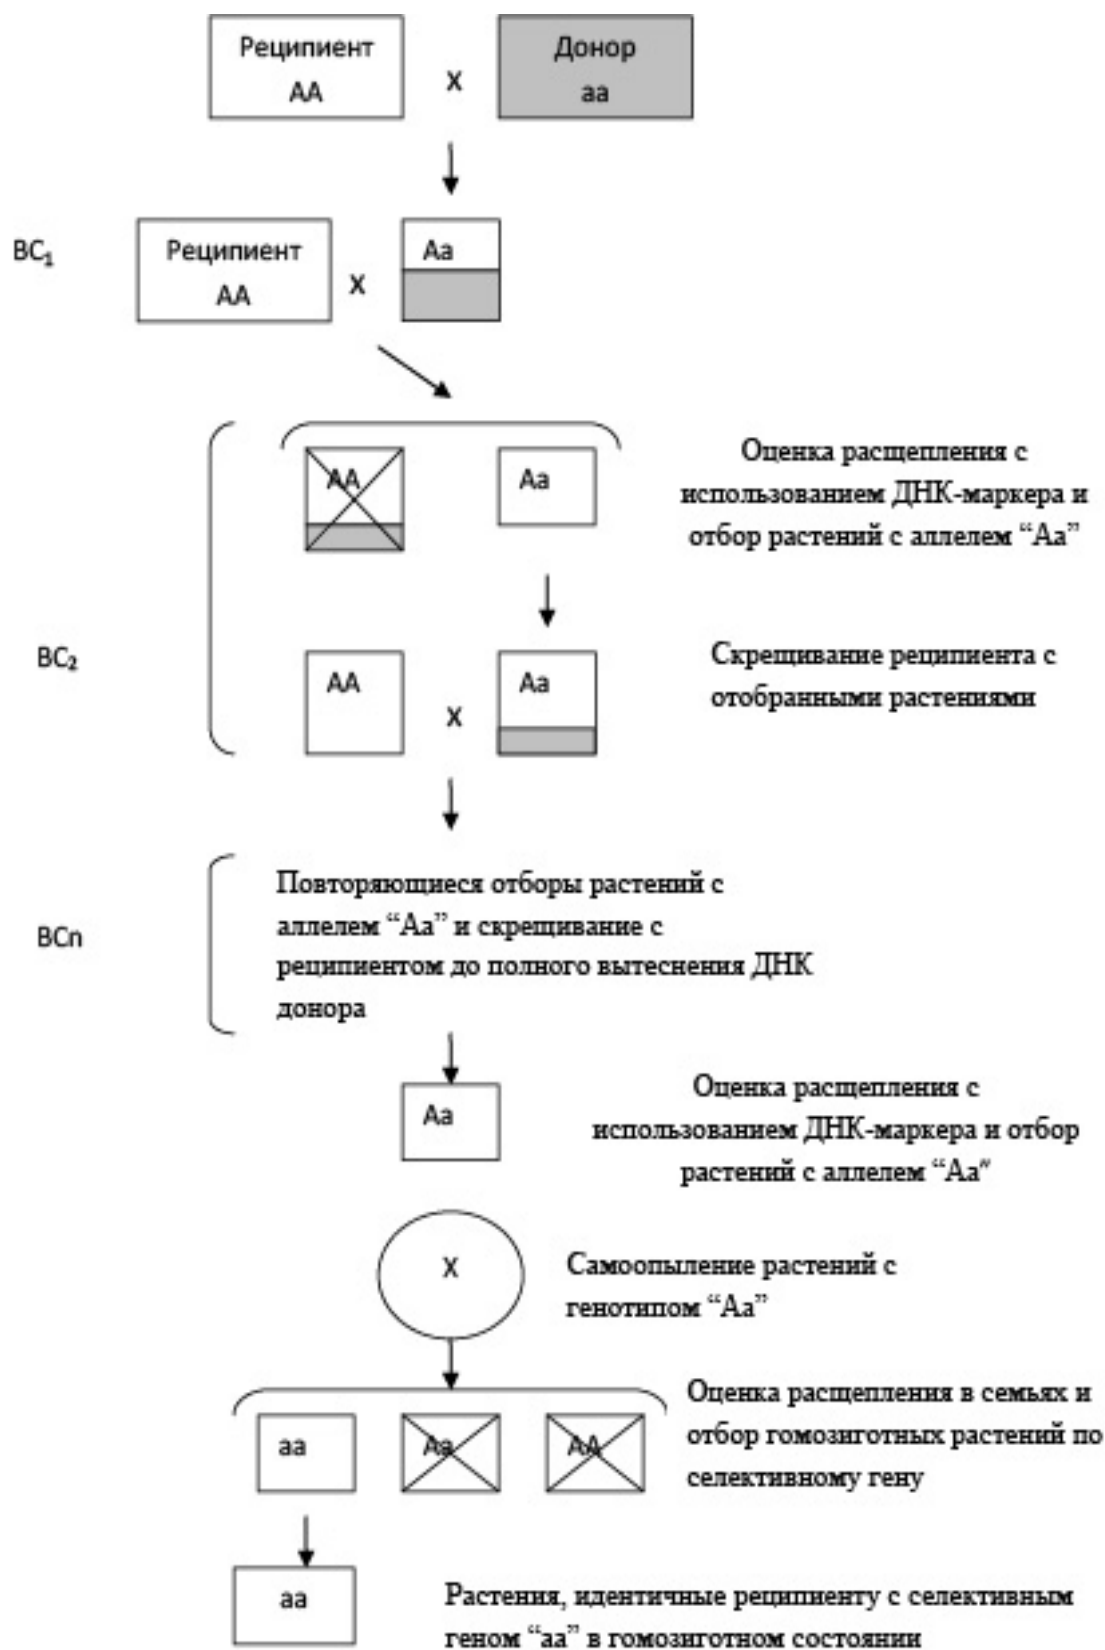 Реципиент
АА
Х
Донор
аа
ВС₁
Реципиент
АА
Х
Аа
АА
Аа
Оценка расщепления с
использованием ДНК-маркера и
отбор растений с аллелем “Аа”
ВС₂
АА
Х
Аа
Скрещивание реципиента с
отобранными растениями
ВСn
Повторяющиеся отборы растений с
аллелем “Аа” и скрещивание с
реципиентом до полного вытеснения ДНК
донора
Аа
Оценка расщепления с
использованием ДНК-маркера и отбор
растений с аллелем “Аа”
Х
Самоопыление растений с
генотипом “Аа”
аа
Аа
АА
Оценка расщепления в семьях и
отбор гомозиготных растений по
селективному гену
аа
Растения, идентичные реципиенту с селективным
геном “аа” в гомозиготном состоянии